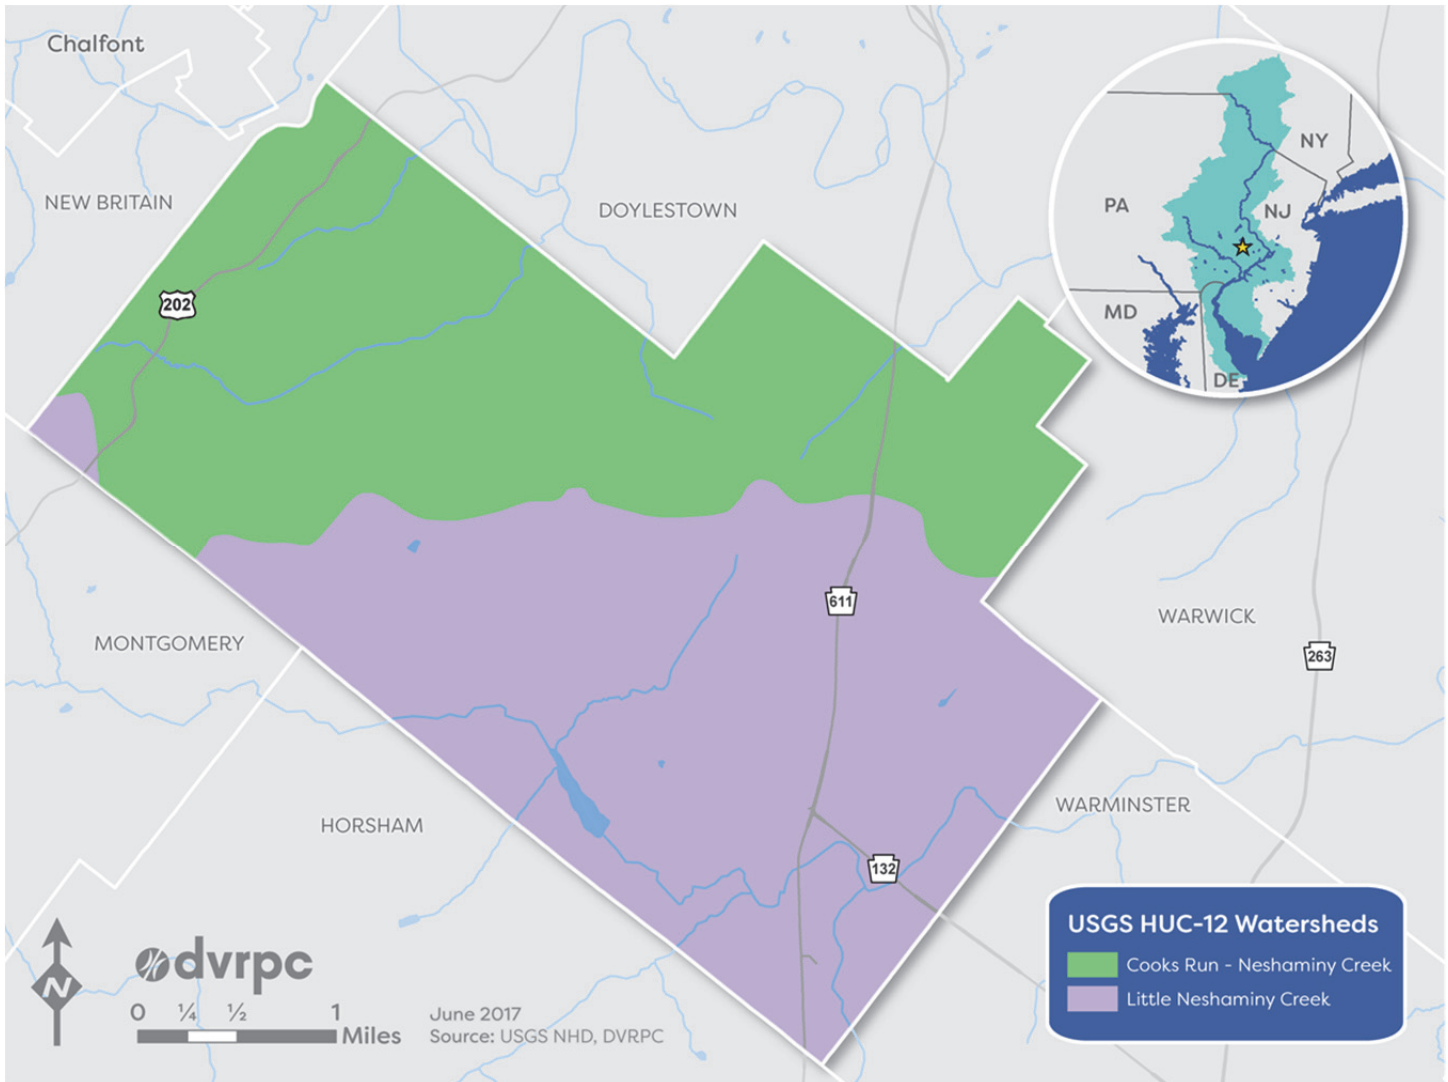 Chalfont
NEW BRITAIN
DOYLESTOWN
202
NY
PA
NJ
MD
DE
611
WARWICK
263
MONTGOMERY
HORSHAM
WARMINSTER
132
USGS HUC-12 Watersheds
Cooks Run - Neshaminy Creek
Little Neshaminy Creek
N
dvrpc
0 ¼ ½ 1
Miles
June 2017
Source: USGS NHD, DVRPC